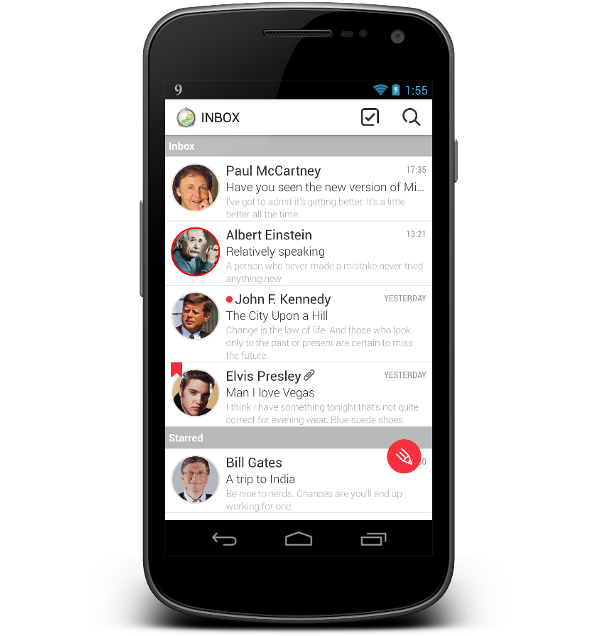 9
1:55
INBOX
Inbox
Paul McCartney 17:35
Have you seen the new version of Mi...
I've got to admit it's getting better. It's a little
better all the time.
Albert Einstein 13:21
Relatively speaking
A person who never made a mistake never tried
anything new
John F. Kennedy YESTERDAY
The City Upon a Hill
Change is the law of life. And those who look
only to the past or present are certain to miss
the future.
Elvis Presley YESTERDAY
Man I love Vegas
I think I have something tonight that's not quite
correct for evening wear. Blue suede shoes.
Starred
Bill Gates
A trip to India
Be nice to nerds. Chances are you'll end up
working for one.